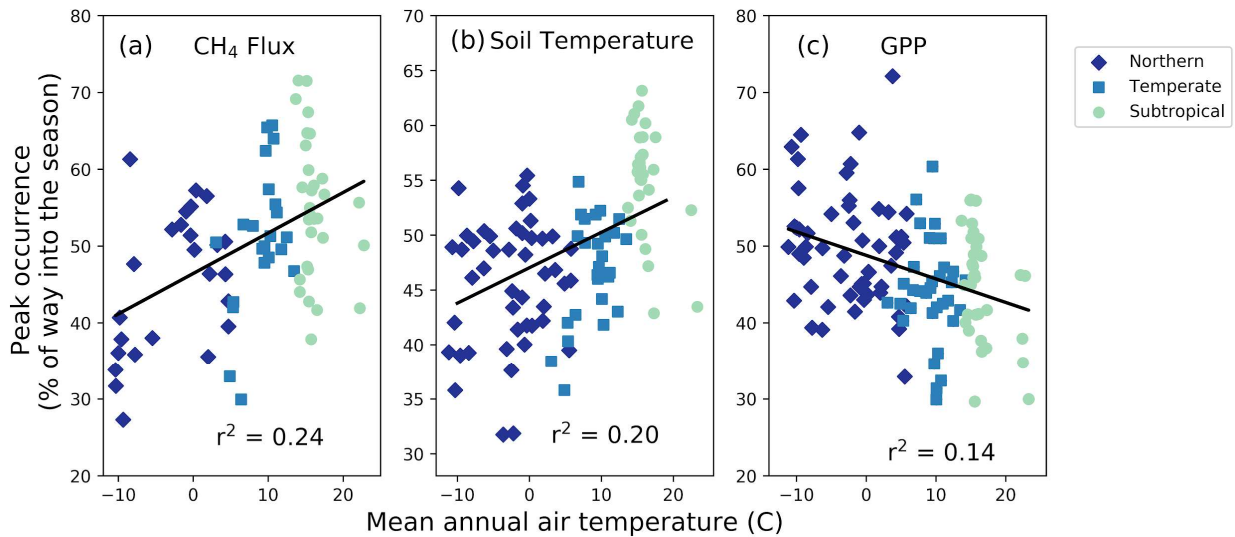 (a) CH₄ Flux
80
70
60
50
40
30
20
−10 0 10 20
r² = 0.24
(b) Soil Temperature
70
65
60
55
50
45
40
35
30
−10 0 10 20
r² = 0.20
(c) GPP
80
70
60
50
40
30
20
−10 0 10 20
r² = 0.14
Peak occurrence
(% of way into the season)
Mean annual air temperature (C)
Northern
Temperate
Subtropical